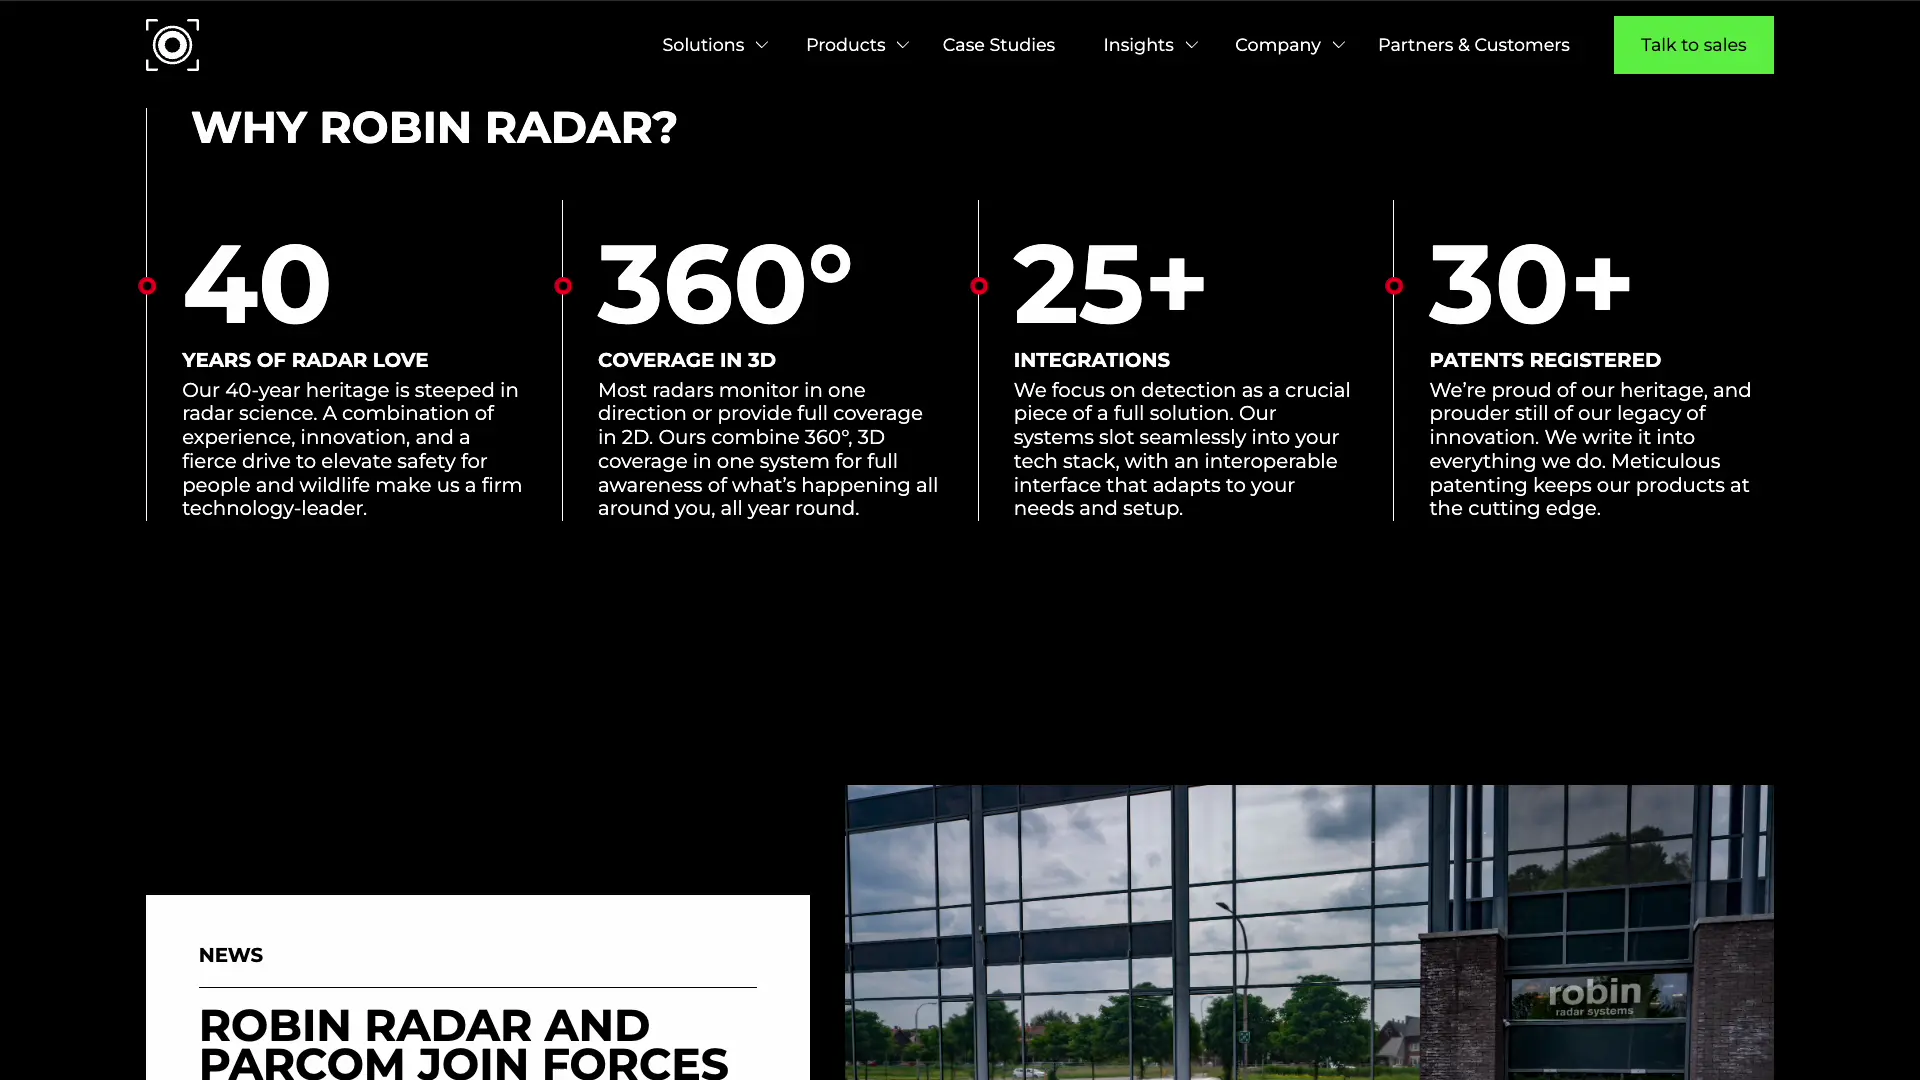 Solutions
Products
Case Studies
Insights
Company
Partners & Customers
Talk to sales
WHY ROBIN RADAR?
40
YEARS OF RADAR LOVE
Our 40-year heritage is steeped in
radar science. A combination of
experience, innovation, and a
fierce drive to elevate safety for
people and wildlife make us a firm
technology-leader.
360°
COVERAGE IN 3D
Most radars monitor in one
direction or provide full coverage
in 2D. Ours combine 360°, 3D
coverage in one system for full
awareness of what’s happening all
around you, all year round.
25+
INTEGRATIONS
We focus on detection as a crucial
piece of a full solution. Our
systems slot seamlessly into your
tech stack, with an interoperable
interface that adapts to your
needs and setup.
30+
PATENTS REGISTERED
We’re proud of our heritage, and
prouder still of our legacy of
innovation. We write it into
everything we do. Meticulous
patenting keeps our products at
the cutting edge.
NEWS
ROBIN RADAR AND
PARCOM JOIN FORCES
robin
radar systems